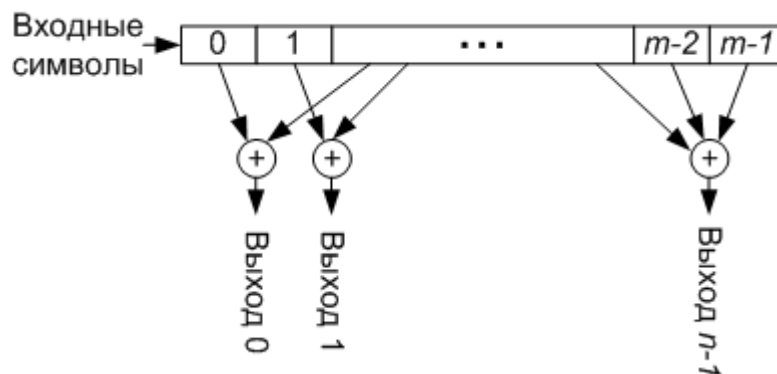 Входные
символы
0 1 ... m-2 m-1
+ + +
Выход 0
Выход 1
Выход n-1